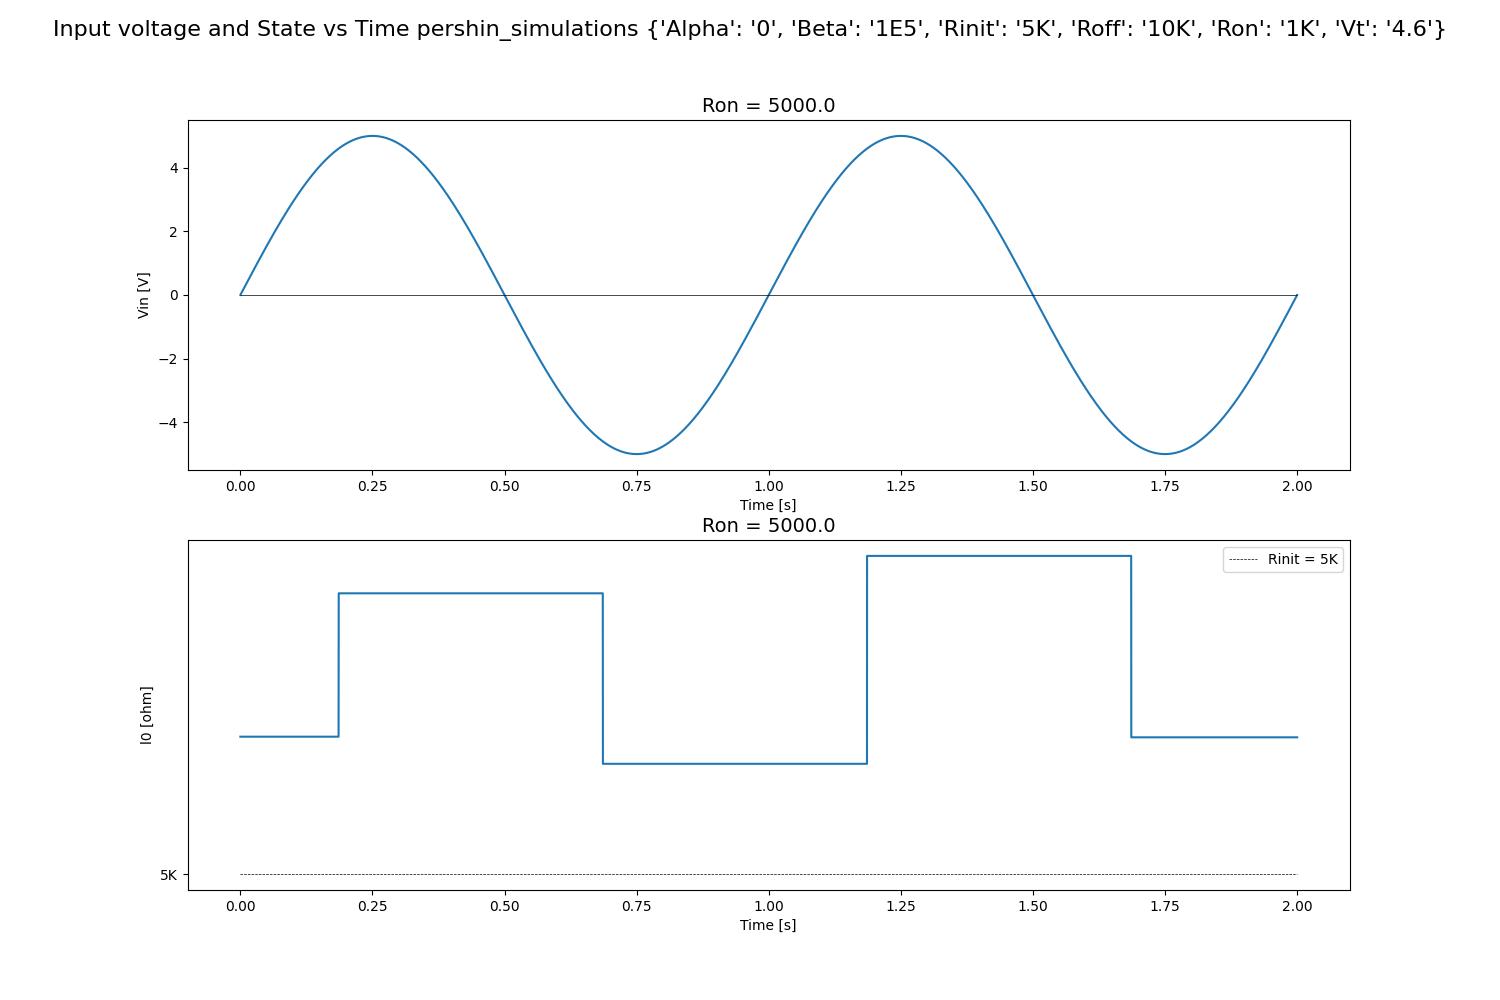 Input voltage and State vs Time pershin_simulations {'Alpha': '0', 'Beta': '1E5', 'Rinit': '5K', 'Roff': '10K', 'Ron': '1K', 'Vt': '4.6'}
Ron = 5000.0
Vin [V]
4
2
0
−2
−4
0.00 0.25 0.50 0.75 1.00 1.25 1.50 1.75 2.00
Time [s]
Ron = 5000.0
Rinit = 5K
l0 [ohm]
5K
0.00 0.25 0.50 0.75 1.00 1.25 1.50 1.75 2.00
Time [s]